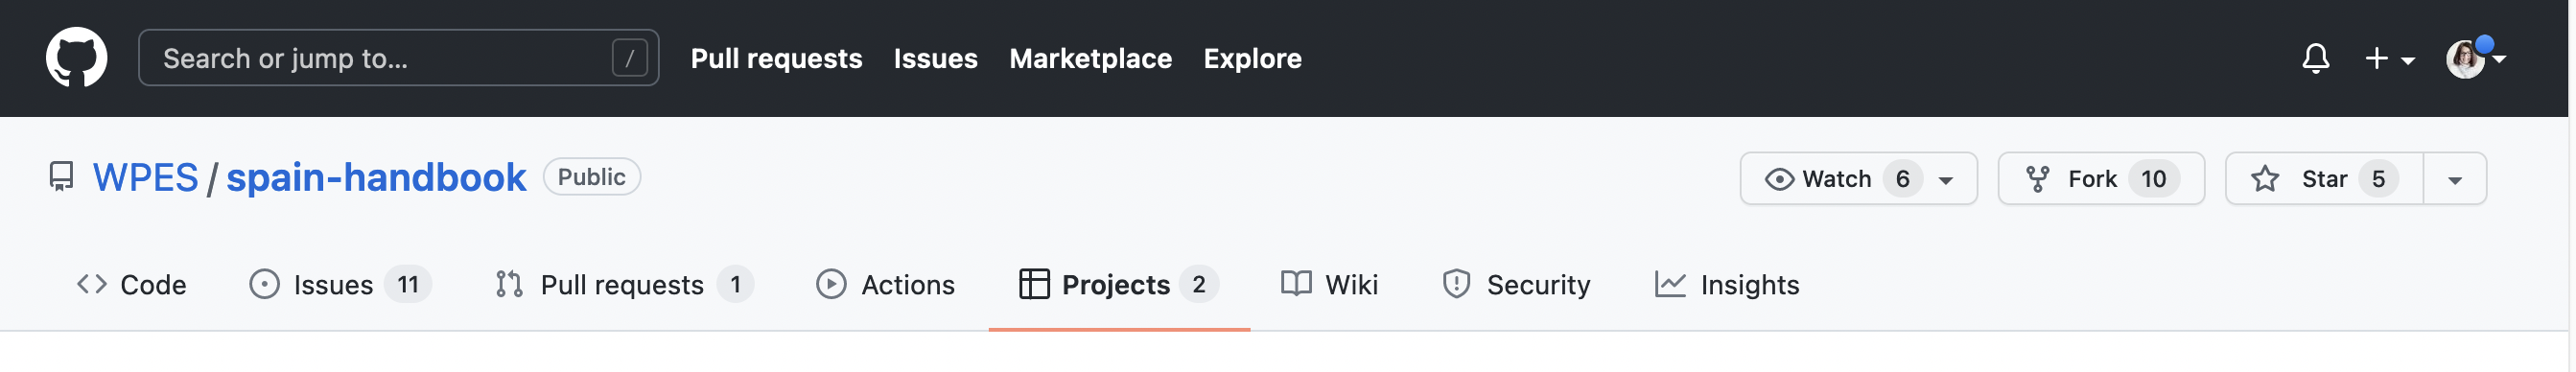 Search or jump to... / Pull requests Issues Marketplace Explore
WPES / spain-handbook Public Watch 6 Fork 10 Star 5
Code Issues 11 Pull requests 1 Actions Projects 2 Wiki Security Insights